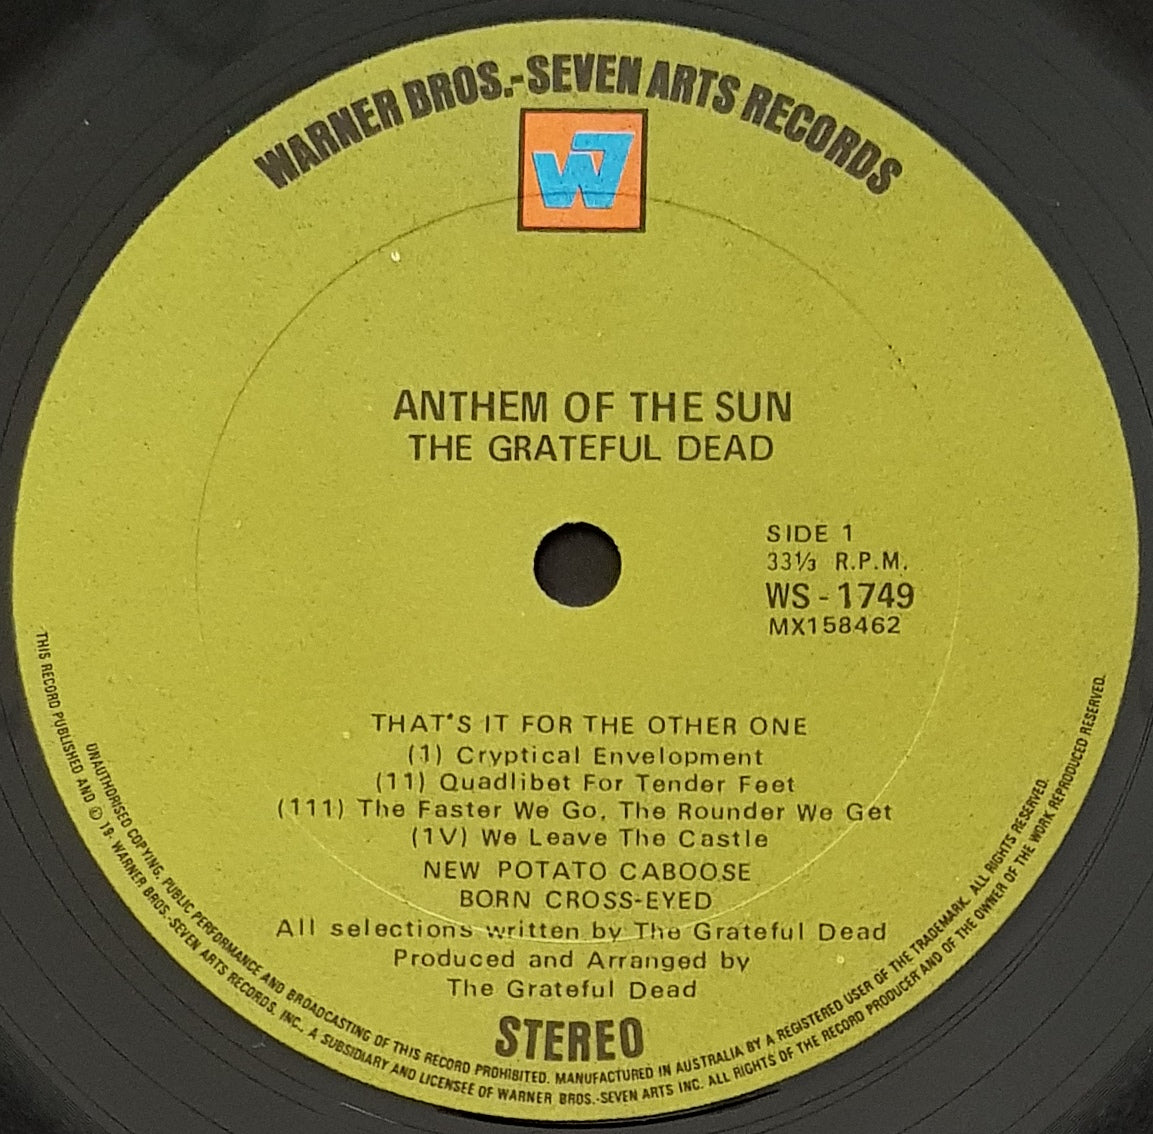 WARNER BROS.-SEVEN ARTS RECORDS
W7
ANTHEM OF THE SUN
THE GRATEFUL DEAD
SIDE 1
33⅓ R.P.M.
WS - 1749
MX158462
THAT'S IT FOR THE OTHER ONE
(1) Cryptical Envelopment
(11) Quadlibet For Tender Feet
(111) The Faster We Go, The Rounder We Get
(1V) We Leave The Castle
NEW POTATO CABOOSE
BORN CROSS-EYED
All selections written by The Grateful Dead
Produced and Arranged by
The Grateful Dead
STEREO
UNAUTHORISED COPYING, PUBLIC PERFORMANCE AND BROADCASTING OF THIS RECORD PROHIBITED. MANUFACTURED IN AUSTRALIA BY A REGISTERED USER OF THE TRADEMARK. ALL RIGHTS RESERVED.
THIS RECORD PUBLISHED AND © 19- WARNER BROS.-SEVEN ARTS RECORDS, INC., A SUBSIDIARY AND LICENSEE OF WARNER BROS.-SEVEN ARTS INC. ALL RIGHTS OF THE RECORD PRODUCER AND OF THE OWNER OF THE WORK REPRODUCED RESERVED.